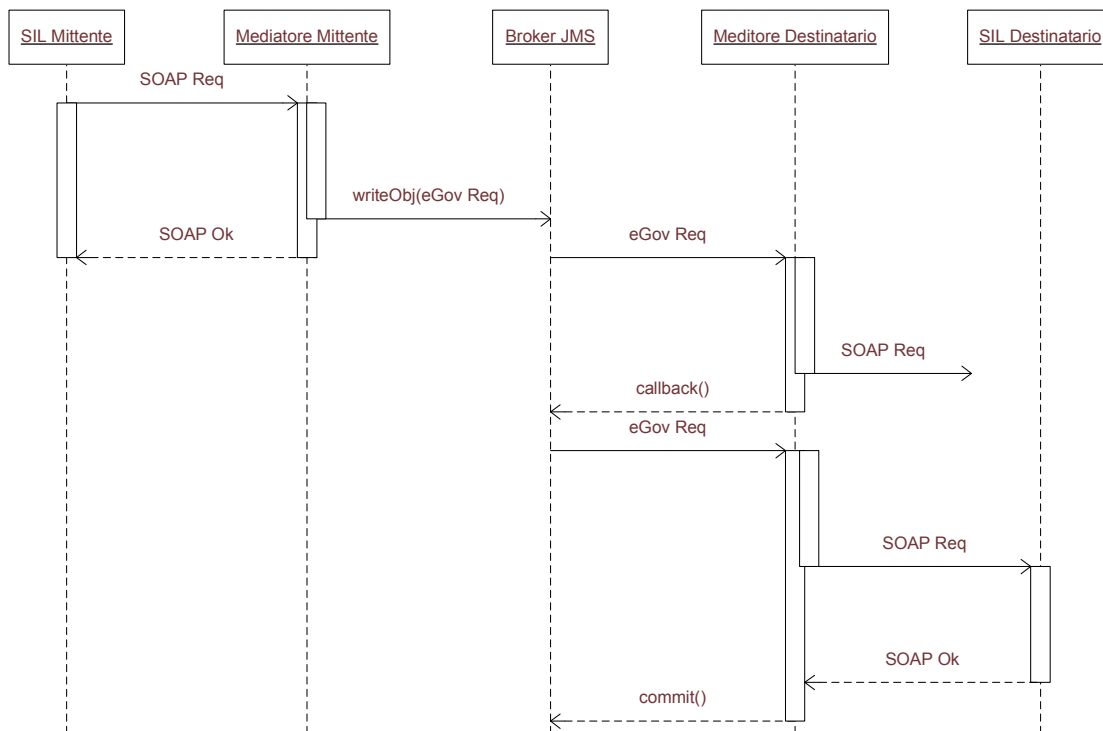 SIL Mittente
Mediatore Mittente
Broker JMS
Meditore Destinatario
SIL Destinatario
SOAP Req
writeObj(eGov Req)
SOAP Ok
eGov Req
SOAP Req
callback()
eGov Req
SOAP Req
SOAP Ok
commit()